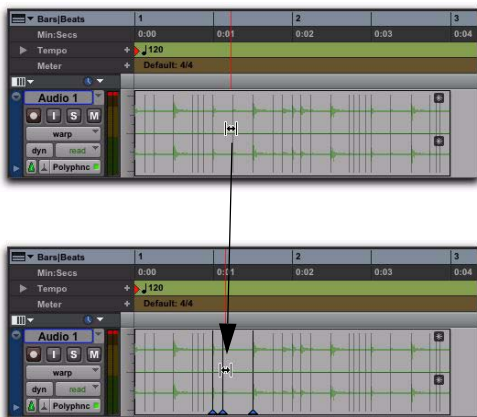 Bars|Beats 1 2 3
Min:Secs 0:00 0:01 0:02 0:03 0:04
Tempo + 120
Meter + Default: 4/4
Audio 1
I S M
warp
dyn read
Polyphnc
Bars|Beats 1 2 3
Min:Secs 0:00 0:01 0:02 0:03 0:04
Tempo + 120
Meter + Default: 4/4
Audio 1
I S M
warp
dyn read
Polyphnc